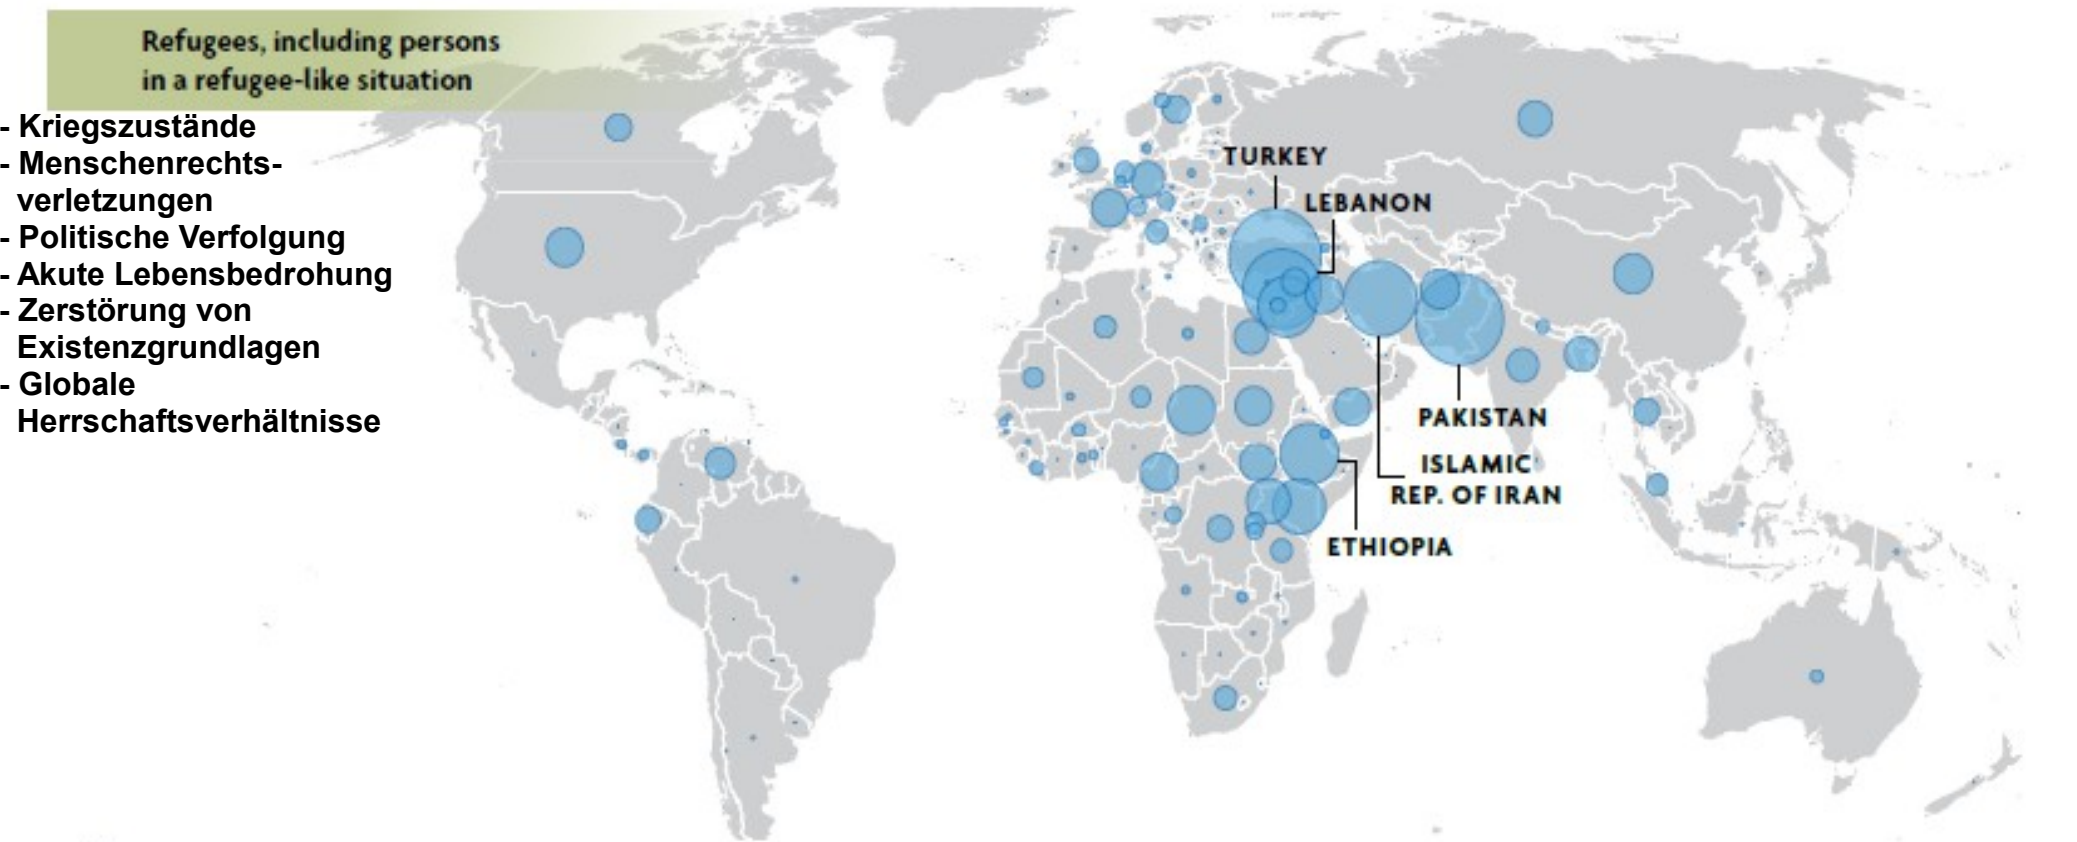 Refugees, including persons
in a refugee-like situation
- Kriegszustände
- Menschenrechts-
verletzungen
- Politische Verfolgung
- Akute Lebensbedrohung
- Zerstörung von
Existenzgrundlagen
- Globale
Herrschaftsverhältnisse
TURKEY
LEBANON
PAKISTAN
ISLAMIC
REP. OF IRAN
ETHIOPIA